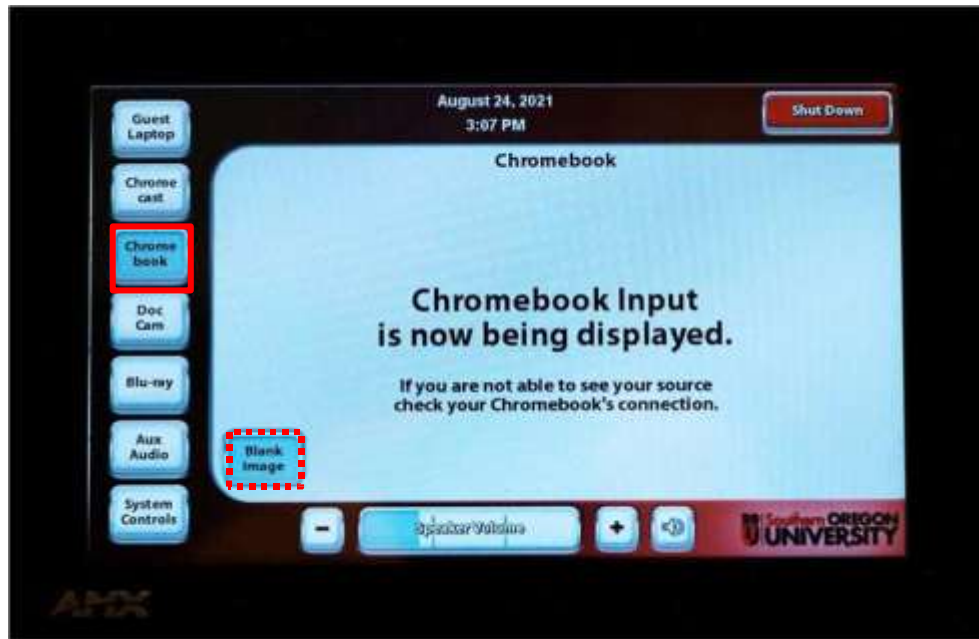 August 24, 2021
3:07 PM
Shut Down
Guest
Laptop
Chrome
cast
Chrome
book
Doc
Cam
Blu-ray
Aux
Audio
System
Controls
Chromebook
Chromebook Input
is now being displayed.
If you are not able to see your source
check your Chromebook's connection.
Blank
Image
-
Speaker Volume
+
Southern OREGON
UNIVERSITY
AMX